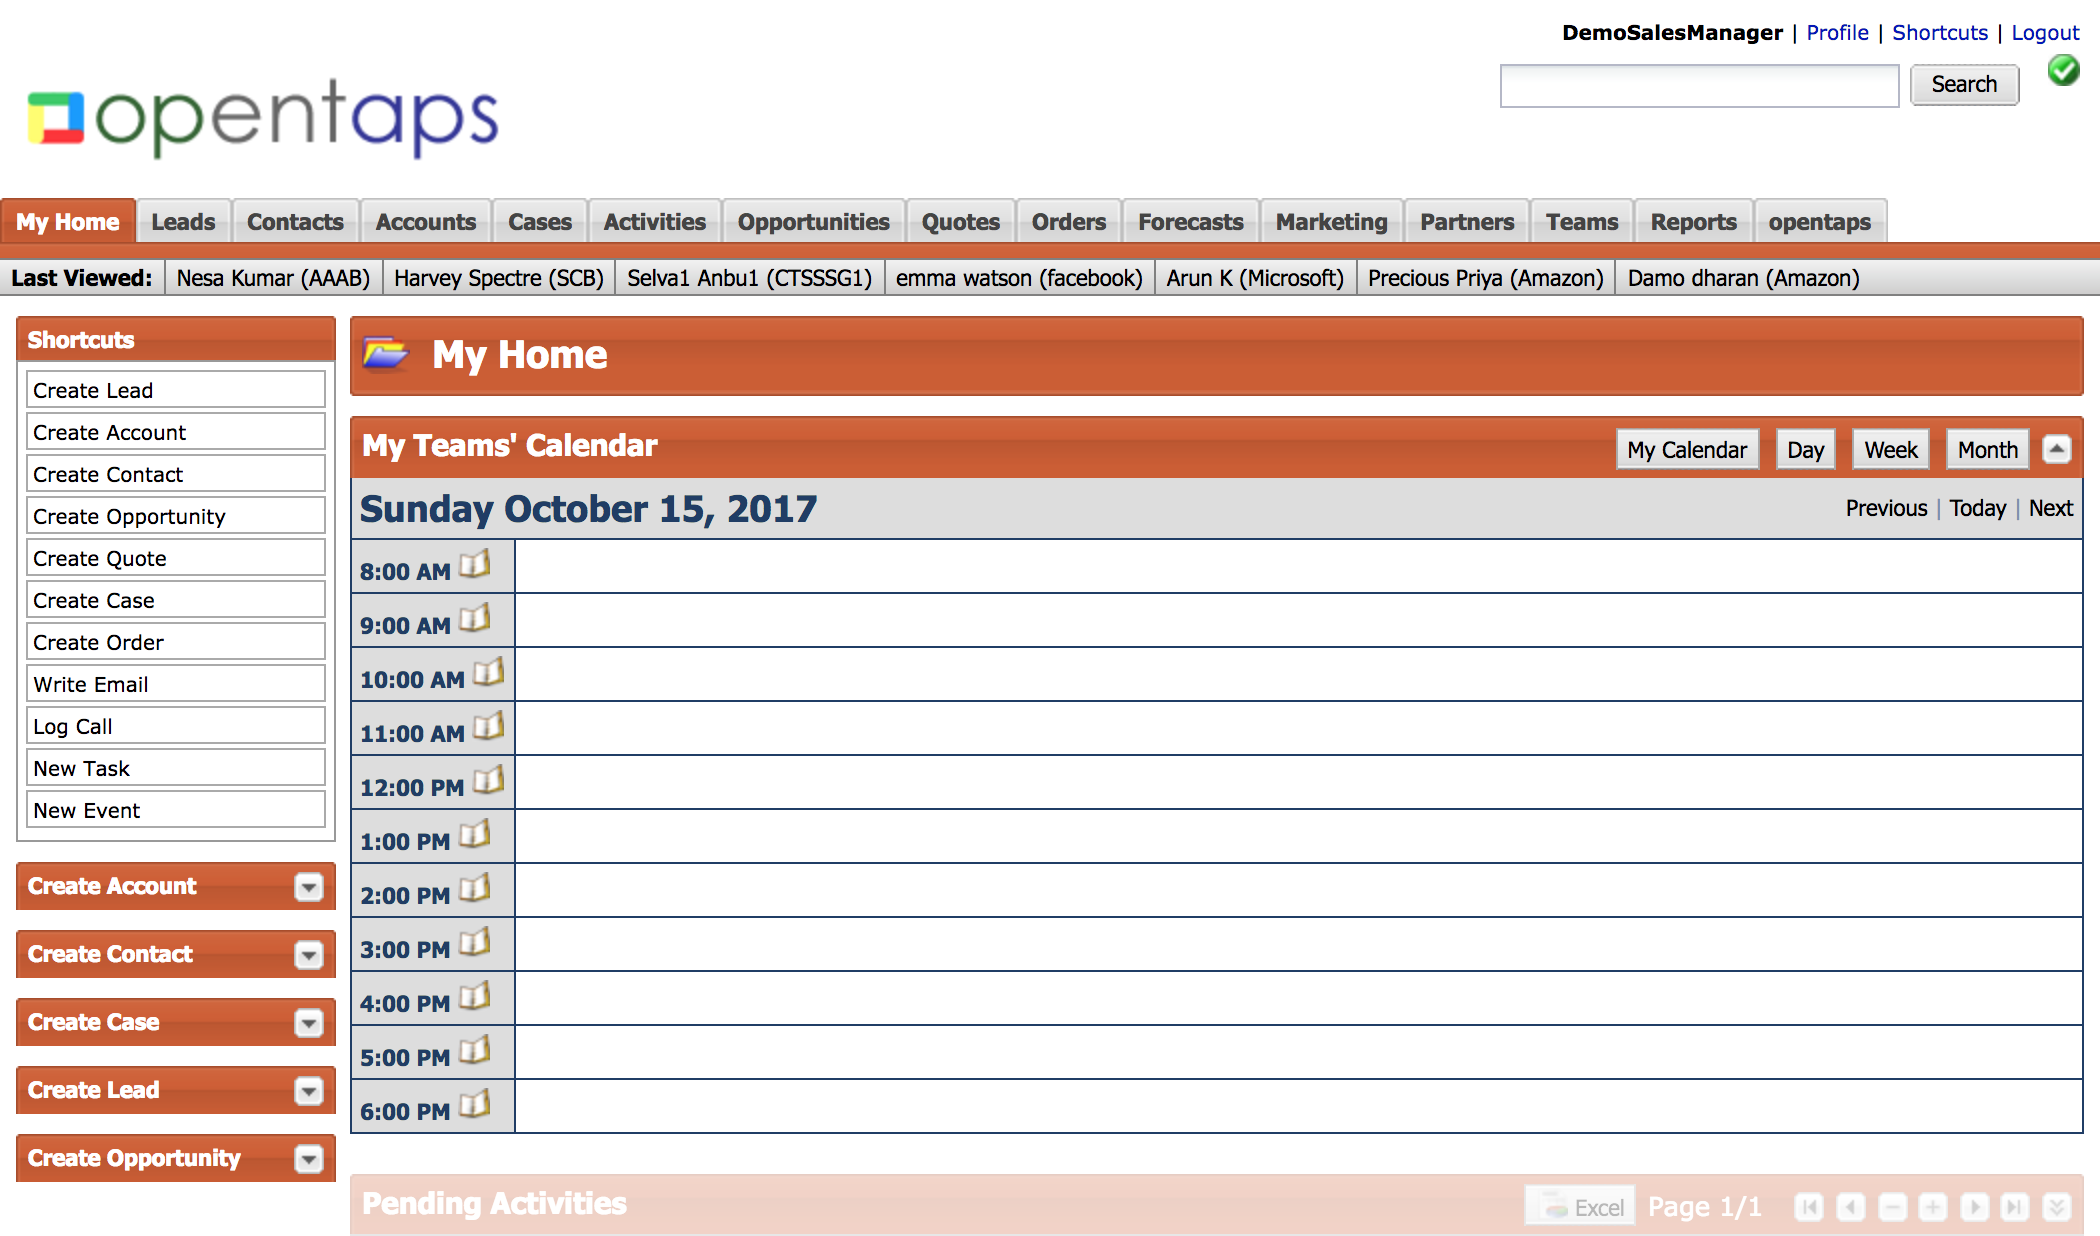 DemoSalesManager | Profile | Shortcuts | Logout
Search
opentaps
My Home Leads Contacts Accounts Cases Activities Opportunities Quotes Orders Forecasts Marketing Partners Teams Reports opentaps
Last Viewed: Nesa Kumar (AAAB) Harvey Spectre (SCB) Selva1 Anbu1 (CTSSSG1) emma watson (facebook) Arun K (Microsoft) Precious Priya (Amazon) Damo dharan (Amazon)
Shortcuts
Create Lead
Create Account
Create Contact
Create Opportunity
Create Quote
Create Case
Create Order
Write Email
Log Call
New Task
New Event
Create Account
Create Contact
Create Case
Create Lead
Create Opportunity
My Home
My Teams' Calendar My Calendar Day Week Month
Sunday October 15, 2017 Previous | Today | Next
8:00 AM
9:00 AM
10:00 AM
11:00 AM
12:00 PM
1:00 PM
2:00 PM
3:00 PM
4:00 PM
5:00 PM
6:00 PM
Pending Activities Excel Page 1/1